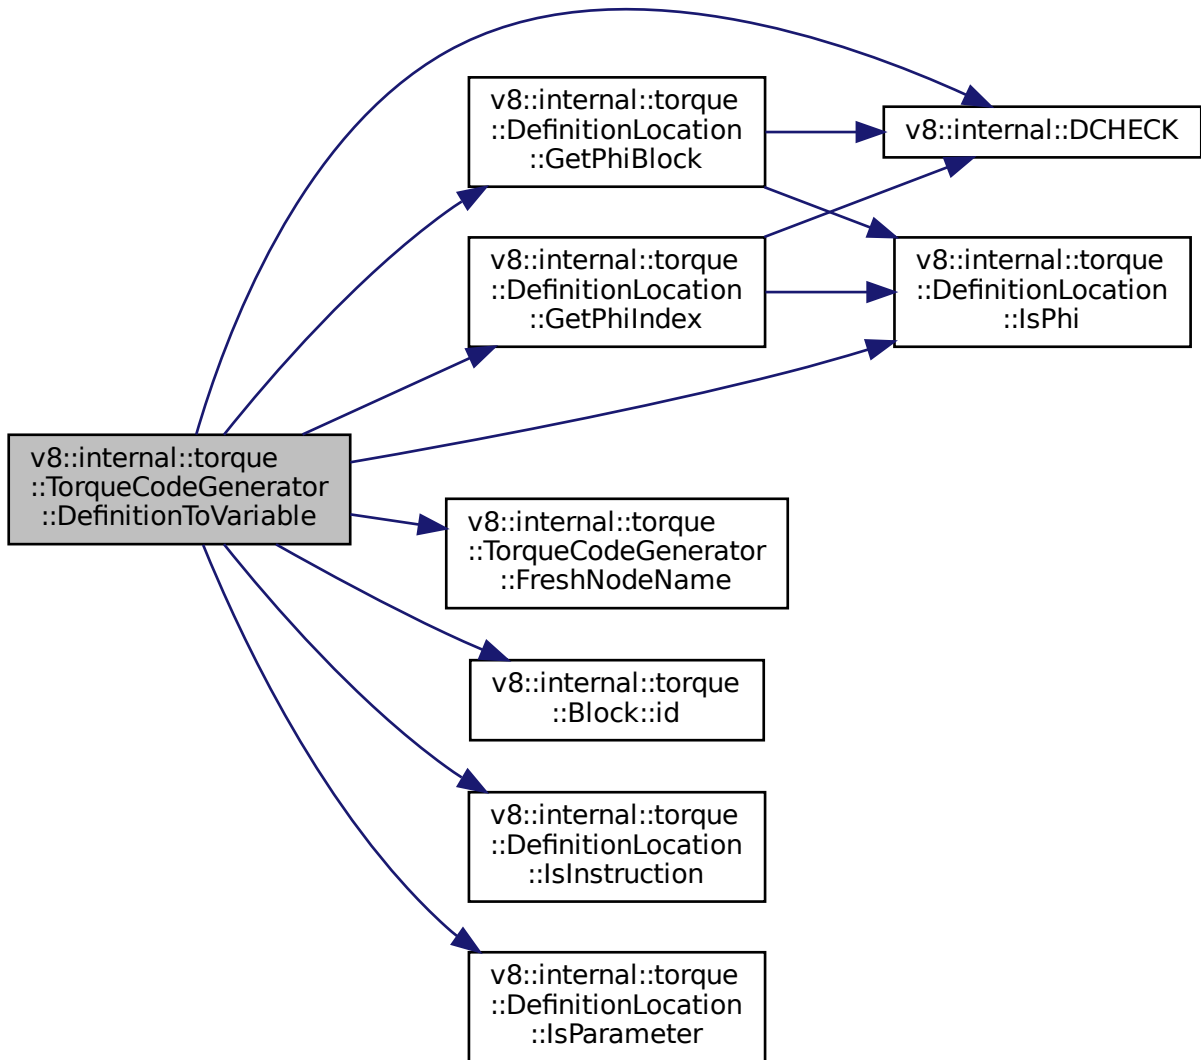 v8::internal::torque
::DefinitionLocation
::GetPhiBlock
v8::internal::DCHECK
v8::internal::torque
::DefinitionLocation
::GetPhiIndex
v8::internal::torque
::DefinitionLocation
::IsPhi
v8::internal::torque
::TorqueCodeGenerator
::DefinitionToVariable
v8::internal::torque
::TorqueCodeGenerator
::FreshNodeName
v8::internal::torque
::Block::id
v8::internal::torque
::DefinitionLocation
::IsInstruction
v8::internal::torque
::DefinitionLocation
::IsParameter